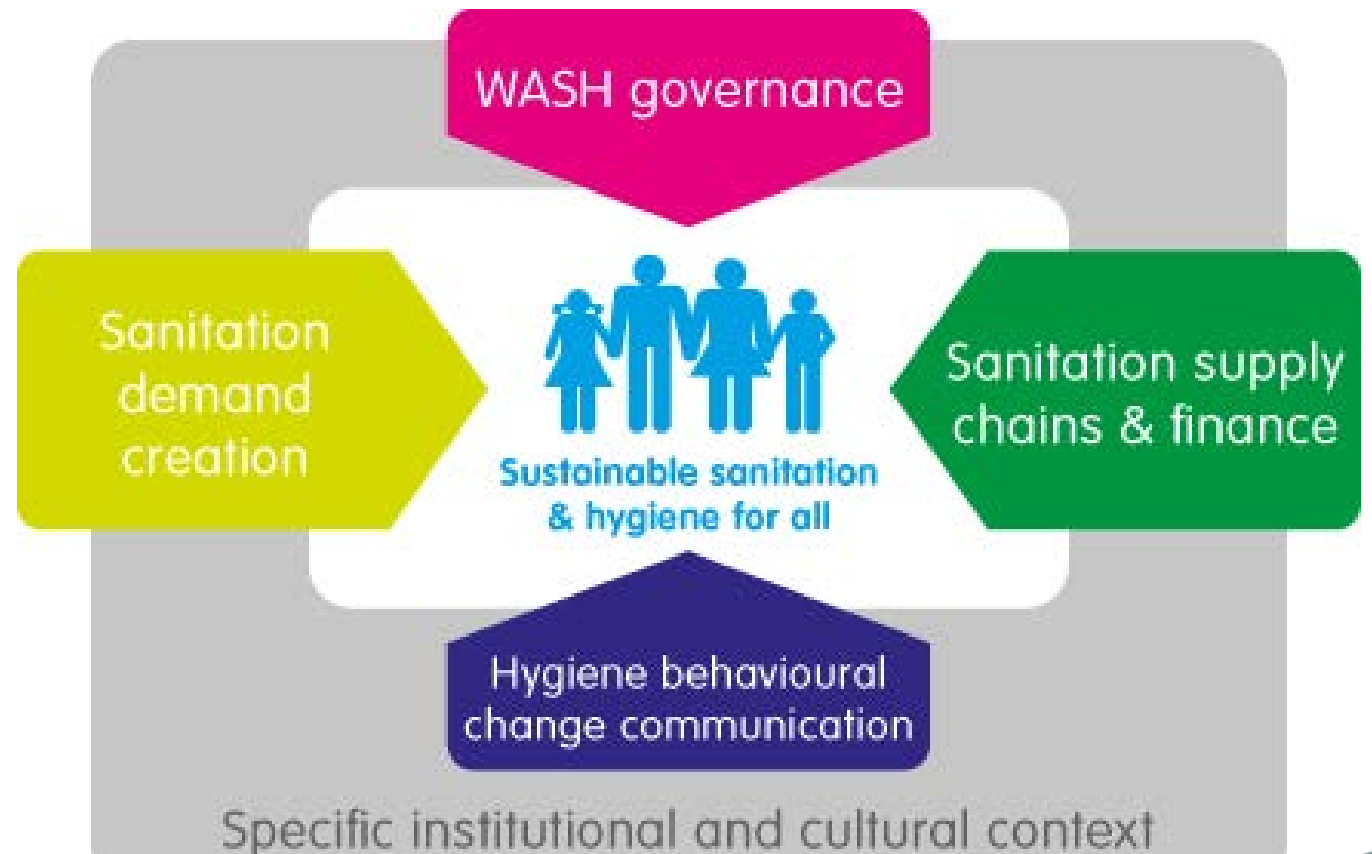 WASH governance
Sanitation
demand
creation
Sustainable sanitation
& hygiene for all
Sanitation supply
chains & finance
Hygiene behavioural
change communication
Specific institutional and cultural context